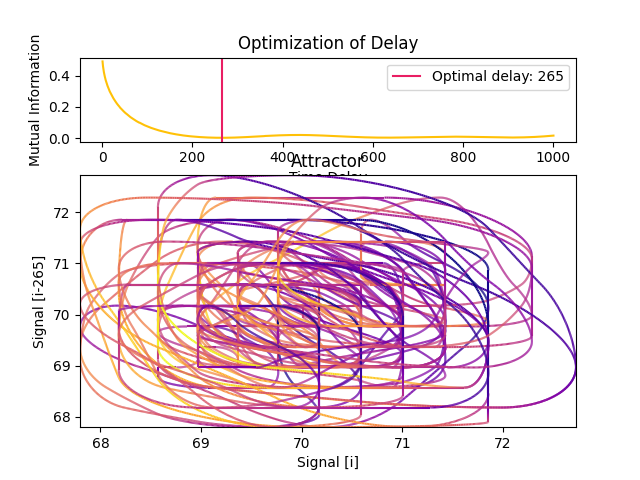 Optimization of Delay
Mutual Information
0.4
0.2
0.0
Optimal delay: 265
0 200 400 600 800 1000
Attractor
Signal [i-265]
72
71
70
69
68
68 69 70 71 72
Signal [i]